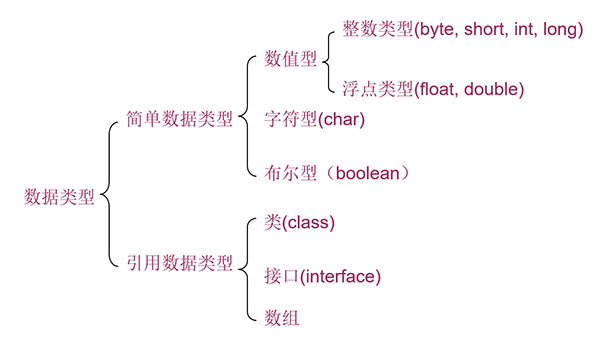 整数类型(byte, short, int, long)
数值型
浮点类型(float, double)
简单数据类型
字符型(char)
布尔型（boolean）
数据类型
类(class)
引用数据类型
接口(interface)
数组